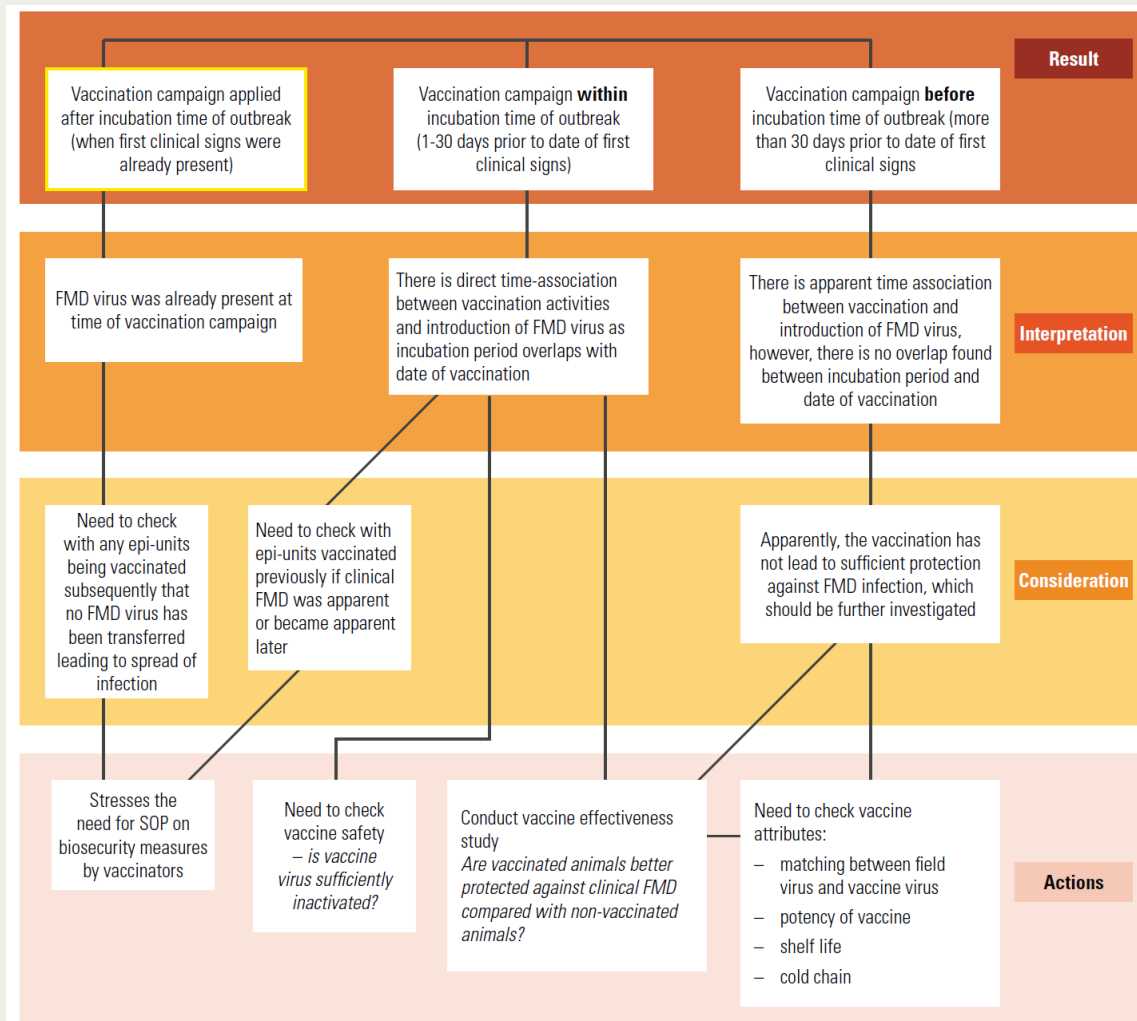 Result
Vaccination campaign applied
after incubation time of outbreak
(when first clinical signs were
already present)
Vaccination campaign within
incubation time of outbreak
(1-30 days prior to date of first
clinical signs)
Vaccination campaign before
incubation time of outbreak (more
than 30 days prior to date of first
clinical signs
Interpretation
FMD virus was already present at
time of vaccination campaign
There is direct time-association
between vaccination activities
and introduction of FMD virus as
incubation period overlaps with
date of vaccination
There is apparent time association
between vaccination and
introduction of FMD virus,
however, there is no overlap found
between incubation period and
date of vaccination
Consideration
Need to check
with any epi-units
being vaccinated
subsequently that
no FMD virus has
been transferred
leading to spread of
infection
Need to check with
epi-units vaccinated
previously if clinical
FMD was apparent
or became apparent
later
Apparently, the vaccination has
not lead to sufficient protection
against FMD infection, which
should be further investigated
Actions
Stresses the
need for SOP on
biosecurity measures
by vaccinators
Need to check
vaccine safety
– is vaccine
virus sufficiently
inactivated?
Conduct vaccine effectiveness
study
Are vaccinated animals better
protected against clinical FMD
compared with non-vaccinated
animals?
Need to check vaccine
attributes:
– matching between field
virus and vaccine virus
– potency of vaccine
– shelf life
– cold chain